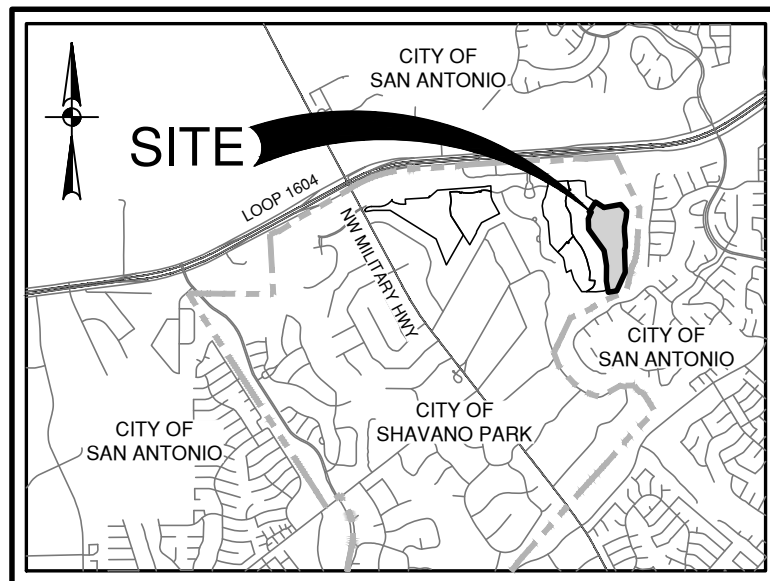 CITY OF
SAN ANTONIO
SITE
LOOP 1604
NW MILITARY HWY
CITY OF
SAN ANTONIO
CITY OF
SHAVANO PARK
CITY OF
SAN ANTONIO